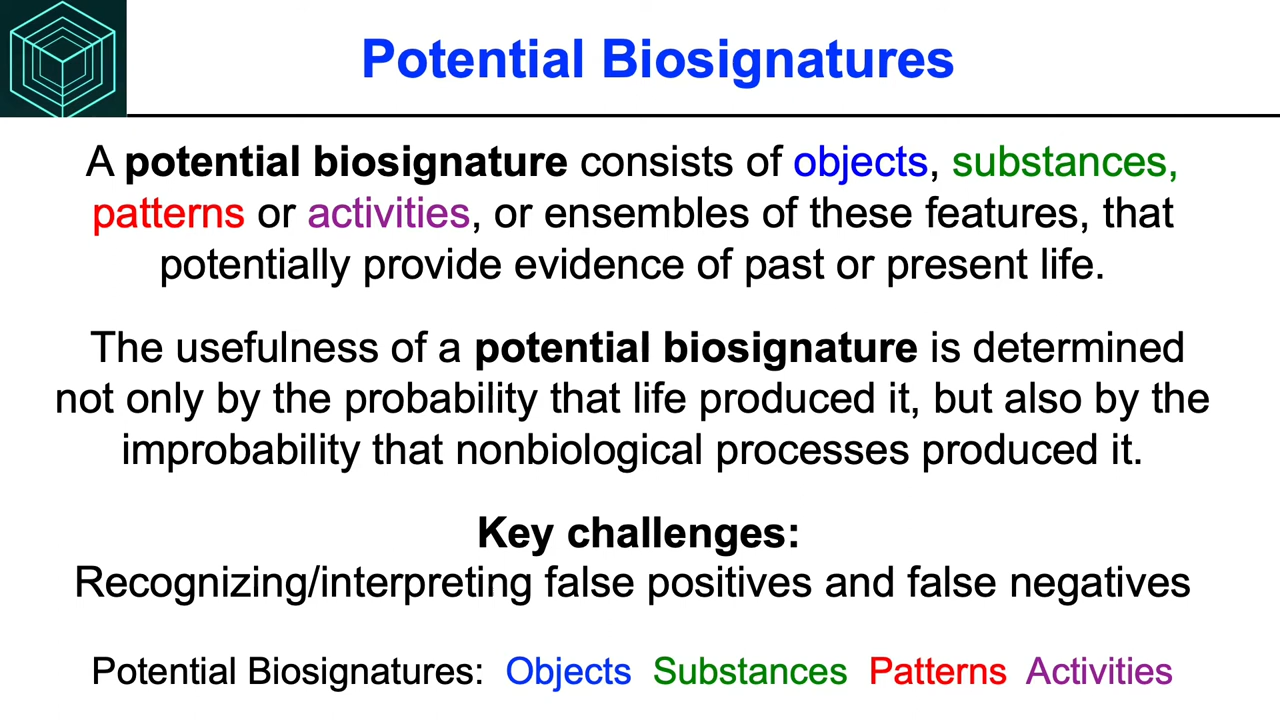 Potential Biosignatures
A potential biosignature consists of objects, substances,
patterns or activities, or ensembles of these features, that
potentially provide evidence of past or present life.
The usefulness of a potential biosignature is determined
not only by the probability that life produced it, but also by the
improbability that nonbiological processes produced it.
Key challenges:
Recognizing/interpreting false positives and false negatives
Potential Biosignatures: Objects Substances Patterns Activities